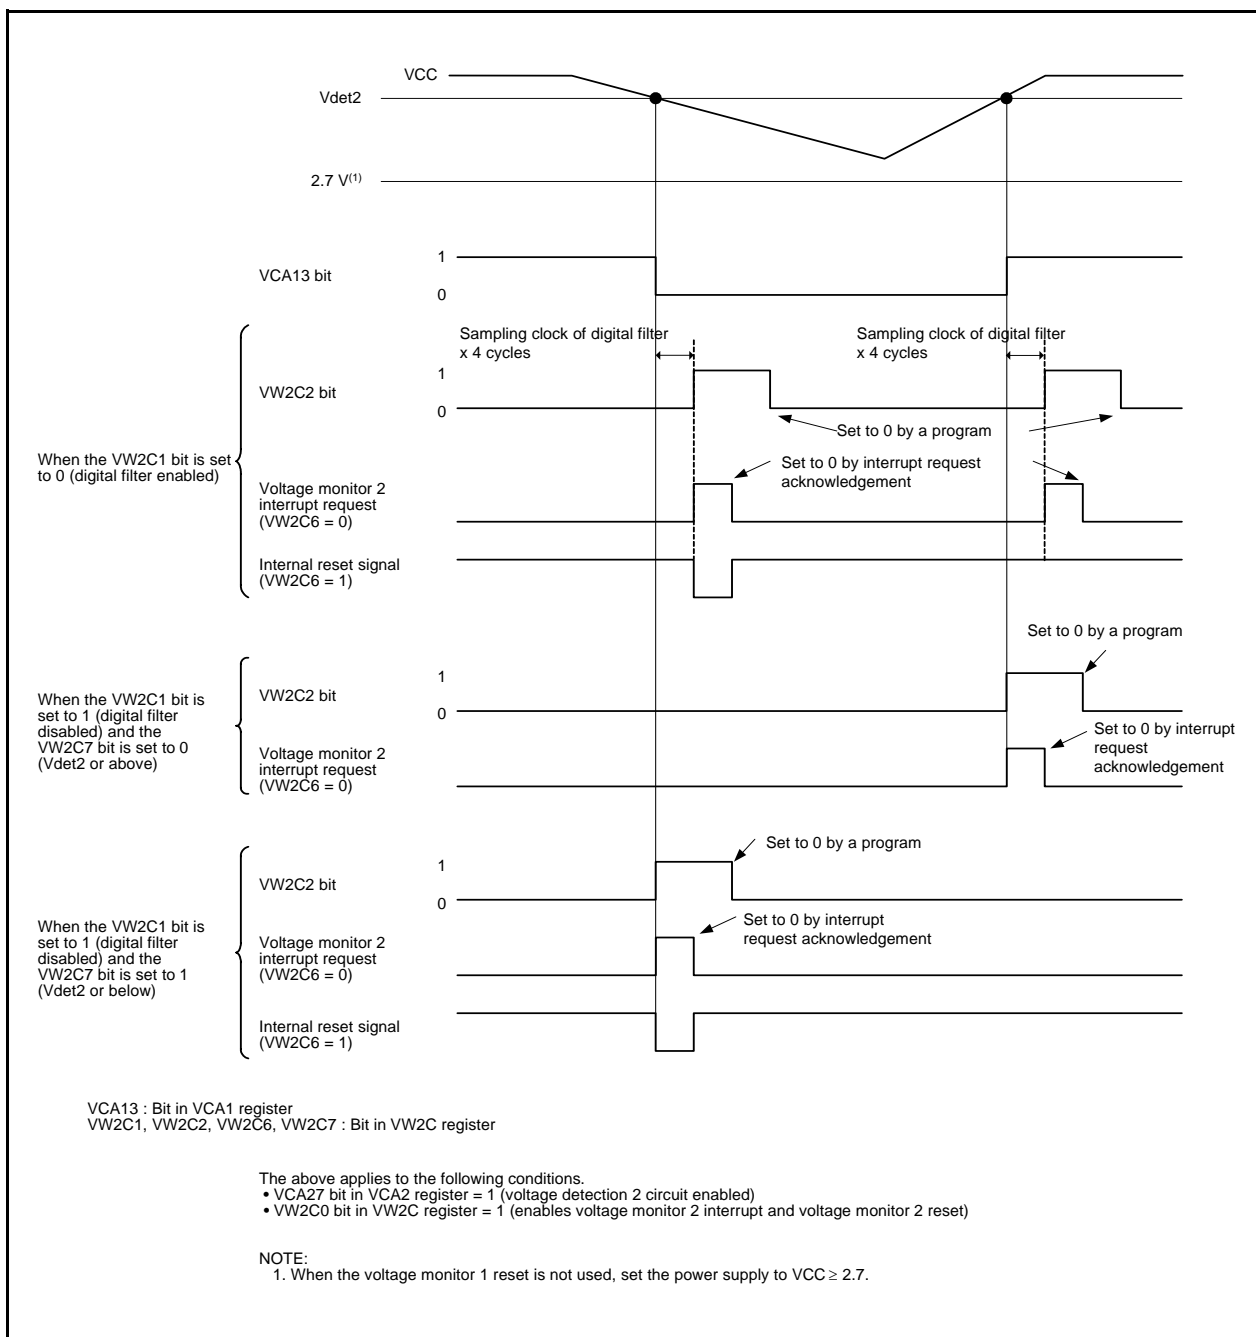 VCC
Vdet2
2.7 V(1)
1
VCA13 bit
0
Sampling clock of digital filter
x 4 cycles
Sampling clock of digital filter
x 4 cycles
1
VW2C2 bit
0
Set to 0 by a program
When the VW2C1 bit is set
to 0 (digital filter enabled)
Set to 0 by interrupt request
acknowledgement
Voltage monitor 2
interrupt request
(VW2C6 = 0)
Internal reset signal
(VW2C6 = 1)
Set to 0 by a program
1
VW2C2 bit
0
When the VW2C1 bit is
set to 1 (digital filter
disabled) and the
VW2C7 bit is set to 0
(Vdet2 or above)
Set to 0 by interrupt
request
acknowledgement
Voltage monitor 2
interrupt request
(VW2C6 = 0)
Set to 0 by a program
1
VW2C2 bit
0
When the VW2C1 bit is
set to 1 (digital filter
disabled) and the
VW2C7 bit is set to 1
(Vdet2 or below)
Set to 0 by interrupt
request acknowledgement
Voltage monitor 2
interrupt request
(VW2C6 = 0)
Internal reset signal
(VW2C6 = 1)
VCA13 : Bit in VCA1 register
VW2C1, VW2C2, VW2C6, VW2C7 : Bit in VW2C register
The above applies to the following conditions.
• VCA27 bit in VCA2 register = 1 (voltage detection 2 circuit enabled)
• VW2C0 bit in VW2C register = 1 (enables voltage monitor 2 interrupt and voltage monitor 2 reset)
NOTE:
1. When the voltage monitor 1 reset is not used, set the power supply to VCC ≥ 2.7.